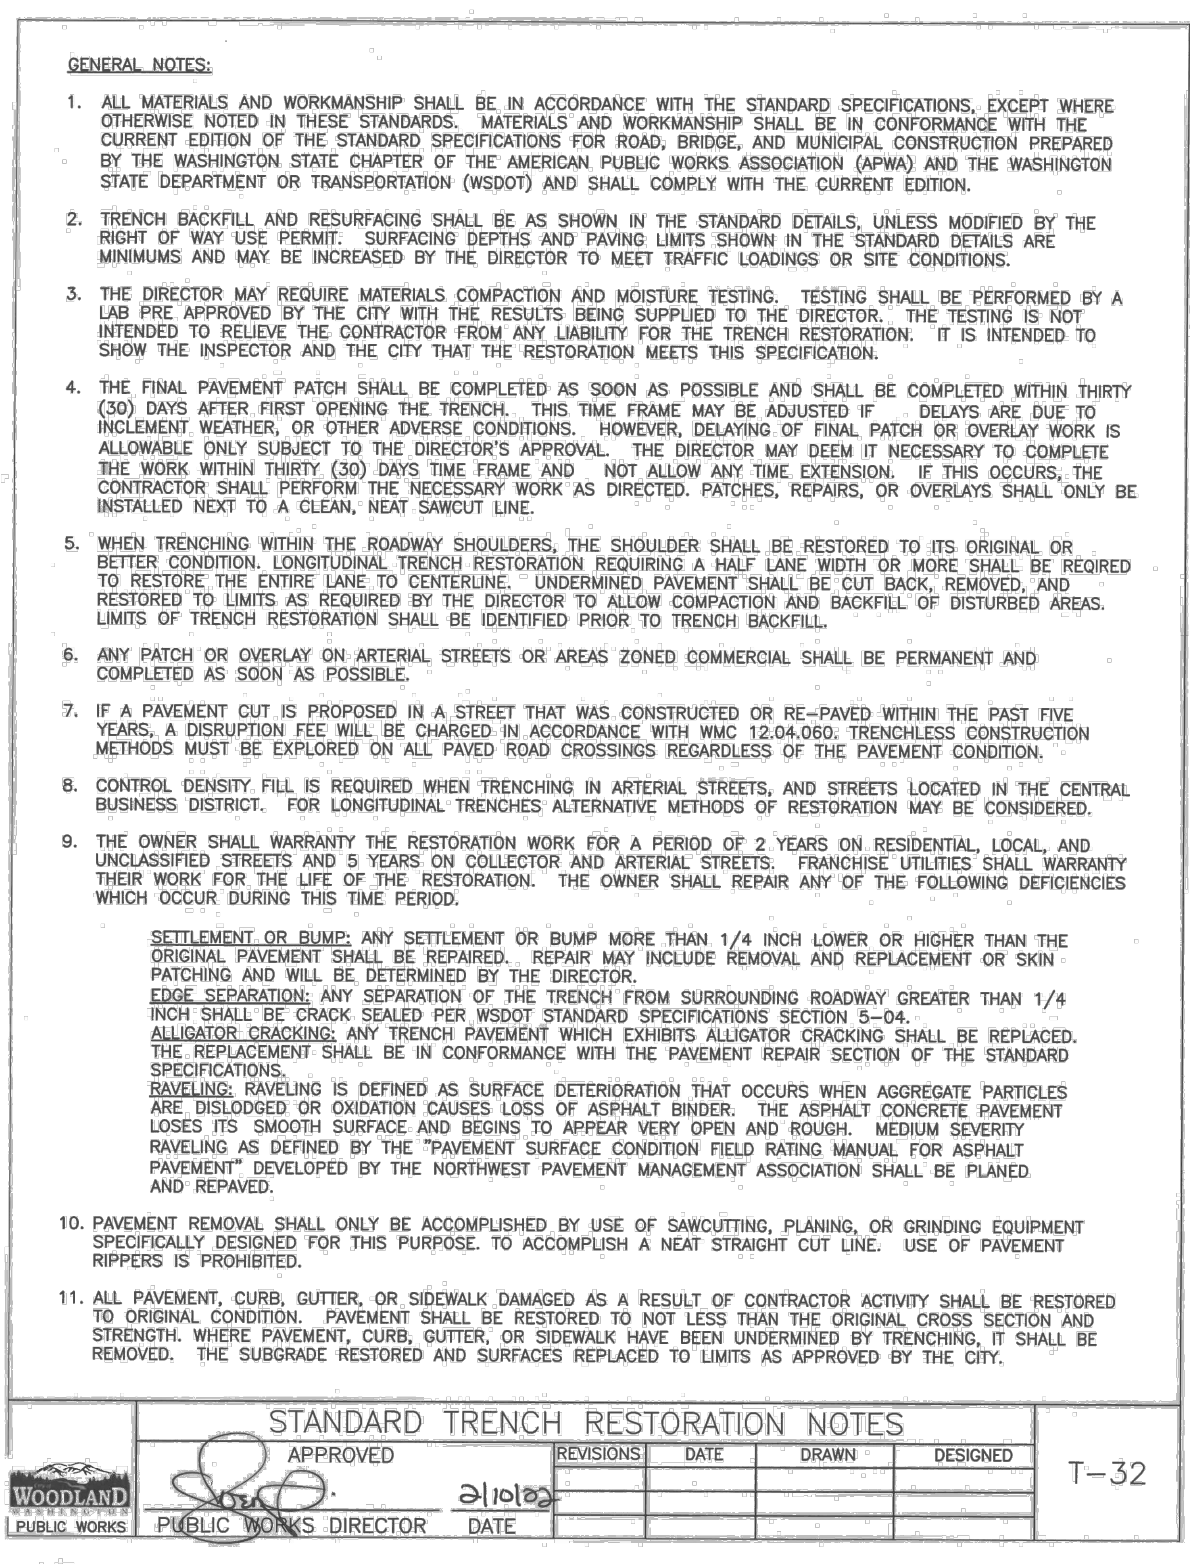 GENERAL NOTES:
1. ALL MATERIALS AND WORKMANSHIP SHALL BE IN ACCORDANCE WITH THE STANDARD SPECIFICATIONS, EXCEPT WHERE
OTHERWISE NOTED IN THESE STANDARDS. MATERIALS AND WORKMANSHIP SHALL BE IN CONFORMANCE WITH THE
CURRENT EDITION OF THE STANDARD SPECIFICATIONS FOR ROAD, BRIDGE, AND MUNICIPAL CONSTRUCTION PREPARED
BY THE WASHINGTON STATE CHAPTER OF THE AMERICAN PUBLIC WORKS ASSOCIATION (APWA) AND THE WASHINGTON
STATE DEPARTMENT OR TRANSPORTATION (WSDOT) AND SHALL COMPLY WITH THE CURRENT EDITION.
2. TRENCH BACKFILL AND RESURFACING SHALL BE AS SHOWN IN THE STANDARD DETAILS, UNLESS MODIFIED BY THE
RIGHT OF WAY USE PERMIT. SURFACING DEPTHS AND PAVING LIMITS SHOWN IN THE STANDARD DETAILS ARE
MINIMUMS AND MAY BE INCREASED BY THE DIRECTOR TO MEET TRAFFIC LOADINGS OR SITE CONDITIONS.
3. THE DIRECTOR MAY REQUIRE MATERIALS COMPACTION AND MOISTURE TESTING. TESTING SHALL BE PERFORMED BY A
LAB PRE APPROVED BY THE CITY WITH THE RESULTS BEING SUPPLIED TO THE DIRECTOR. THE TESTING IS NOT
INTENDED TO RELIEVE THE CONTRACTOR FROM ANY LIABILITY FOR THE TRENCH RESTORATION. IT IS INTENDED TO
SHOW THE INSPECTOR AND THE CITY THAT THE RESTORATION MEETS THIS SPECIFICATION.
4. THE FINAL PAVEMENT PATCH SHALL BE COMPLETED AS SOON AS POSSIBLE AND SHALL BE COMPLETED WITHIN THIRTY
(30) DAYS AFTER FIRST OPENING THE TRENCH. THIS TIME FRAME MAY BE ADJUSTED IF DELAYS ARE DUE TO
INCLEMENT WEATHER, OR OTHER ADVERSE CONDITIONS. HOWEVER, DELAYING OF FINAL PATCH OR OVERLAY WORK IS
ALLOWABLE ONLY SUBJECT TO THE DIRECTOR'S APPROVAL. THE DIRECTOR MAY DEEM IT NECESSARY TO COMPLETE
THE WORK WITHIN THIRTY (30) DAYS TIME FRAME AND NOT ALLOW ANY TIME EXTENSION. IF THIS OCCURS, THE
CONTRACTOR SHALL PERFORM THE NECESSARY WORK AS DIRECTED. PATCHES, REPAIRS, OR OVERLAYS SHALL ONLY BE
INSTALLED NEXT TO A CLEAN, NEAT SAWCUT LINE.
5. WHEN TRENCHING WITHIN THE ROADWAY SHOULDERS, THE SHOULDER SHALL BE RESTORED TO ITS ORIGINAL OR
BETTER CONDITION. LONGITUDINAL TRENCH RESTORATION REQUIRING A HALF LANE WIDTH OR MORE SHALL BE REQIRED
TO RESTORE THE ENTIRE LANE TO CENTERLINE. UNDERMINED PAVEMENT SHALL BE CUT BACK, REMOVED, AND
RESTORED TO LIMITS AS REQUIRED BY THE DIRECTOR TO ALLOW COMPACTION AND BACKFILL OF DISTURBED AREAS.
LIMITS OF TRENCH RESTORATION SHALL BE IDENTIFIED PRIOR TO TRENCH BACKFILL.
6. ANY PATCH OR OVERLAY ON ARTERIAL STREETS OR AREAS ZONED COMMERCIAL SHALL BE PERMANENT AND
COMPLETED AS SOON AS POSSIBLE.
7. IF A PAVEMENT CUT IS PROPOSED IN A STREET THAT WAS CONSTRUCTED OR RE-PAVED WITHIN THE PAST FIVE
YEARS, A DISRUPTION FEE WILL BE CHARGED IN ACCORDANCE WITH WMC 12.04.060. TRENCHLESS CONSTRUCTION
METHODS MUST BE EXPLORED ON ALL PAVED ROAD CROSSINGS REGARDLESS OF THE PAVEMENT CONDITION.
8. CONTROL DENSITY FILL IS REQUIRED WHEN TRENCHING IN ARTERIAL STREETS, AND STREETS LOCATED IN THE CENTRAL
BUSINESS DISTRICT. FOR LONGITUDINAL TRENCHES ALTERNATIVE METHODS OF RESTORATION MAY BE CONSIDERED.
9. THE OWNER SHALL WARRANTY THE RESTORATION WORK FOR A PERIOD OF 2 YEARS ON RESIDENTIAL, LOCAL, AND
UNCLASSIFIED STREETS AND 5 YEARS ON COLLECTOR AND ARTERIAL STREETS. FRANCHISE UTILITIES SHALL WARRANTY
THEIR WORK FOR THE LIFE OF THE RESTORATION. THE OWNER SHALL REPAIR ANY OF THE FOLLOWING DEFICIENCIES
WHICH OCCUR DURING THIS TIME PERIOD.
SETTLEMENT OR BUMP: ANY SETTLEMENT OR BUMP MORE THAN 1/4 INCH LOWER OR HIGHER THAN THE
ORIGINAL PAVEMENT SHALL BE REPAIRED. REPAIR MAY INCLUDE REMOVAL AND REPLACEMENT OR SKIN
PATCHING AND WILL BE DETERMINED BY THE DIRECTOR.
EDGE SEPARATION: ANY SEPARATION OF THE TRENCH FROM SURROUNDING ROADWAY GREATER THAN 1/4
INCH SHALL BE CRACK SEALED PER WSDOT STANDARD SPECIFICATIONS SECTION 5-04.
ALLIGATOR CRACKING: ANY TRENCH PAVEMENT WHICH EXHIBITS ALLIGATOR CRACKING SHALL BE REPLACED.
THE REPLACEMENT SHALL BE IN CONFORMANCE WITH THE PAVEMENT REPAIR SECTION OF THE STANDARD
SPECIFICATIONS.
RAVELING: RAVELING IS DEFINED AS SURFACE DETERIORATION THAT OCCURS WHEN AGGREGATE PARTICLES
ARE DISLODGED OR OXIDATION CAUSES LOSS OF ASPHALT BINDER. THE ASPHALT CONCRETE PAVEMENT
LOSES ITS SMOOTH SURFACE AND BEGINS TO APPEAR VERY OPEN AND ROUGH. MEDIUM SEVERITY
RAVELING AS DEFINED BY THE "PAVEMENT SURFACE CONDITION FIELD RATING MANUAL FOR ASPHALT
PAVEMENT" DEVELOPED BY THE NORTHWEST PAVEMENT MANAGEMENT ASSOCIATION SHALL BE PLANED
AND REPAVED.
10. PAVEMENT REMOVAL SHALL ONLY BE ACCOMPLISHED BY USE OF SAWCUTTING, PLANING, OR GRINDING EQUIPMENT
SPECIFICALLY DESIGNED FOR THIS PURPOSE. TO ACCOMPLISH A NEAT STRAIGHT CUT LINE. USE OF PAVEMENT
RIPPERS IS PROHIBITED.
11. ALL PAVEMENT, CURB, GUTTER, OR SIDEWALK DAMAGED AS A RESULT OF CONTRACTOR ACTIVITY SHALL BE RESTORED
TO ORIGINAL CONDITION. PAVEMENT SHALL BE RESTORED TO NOT LESS THAN THE ORIGINAL CROSS SECTION AND
STRENGTH. WHERE PAVEMENT, CURB, GUTTER, OR SIDEWALK HAVE BEEN UNDERMINED BY TRENCHING, IT SHALL BE
REMOVED. THE SUBGRADE RESTORED AND SURFACES REPLACED TO LIMITS AS APPROVED BY THE CITY.
STANDARD TRENCH RESTORATION NOTES
APPROVED
REVISIONS DATE DRAWN DESIGNED
T-32
2/10/22
PUBLIC WORKS DIRECTOR DATE
WOODLAND
WASHINGTON
PUBLIC WORKS